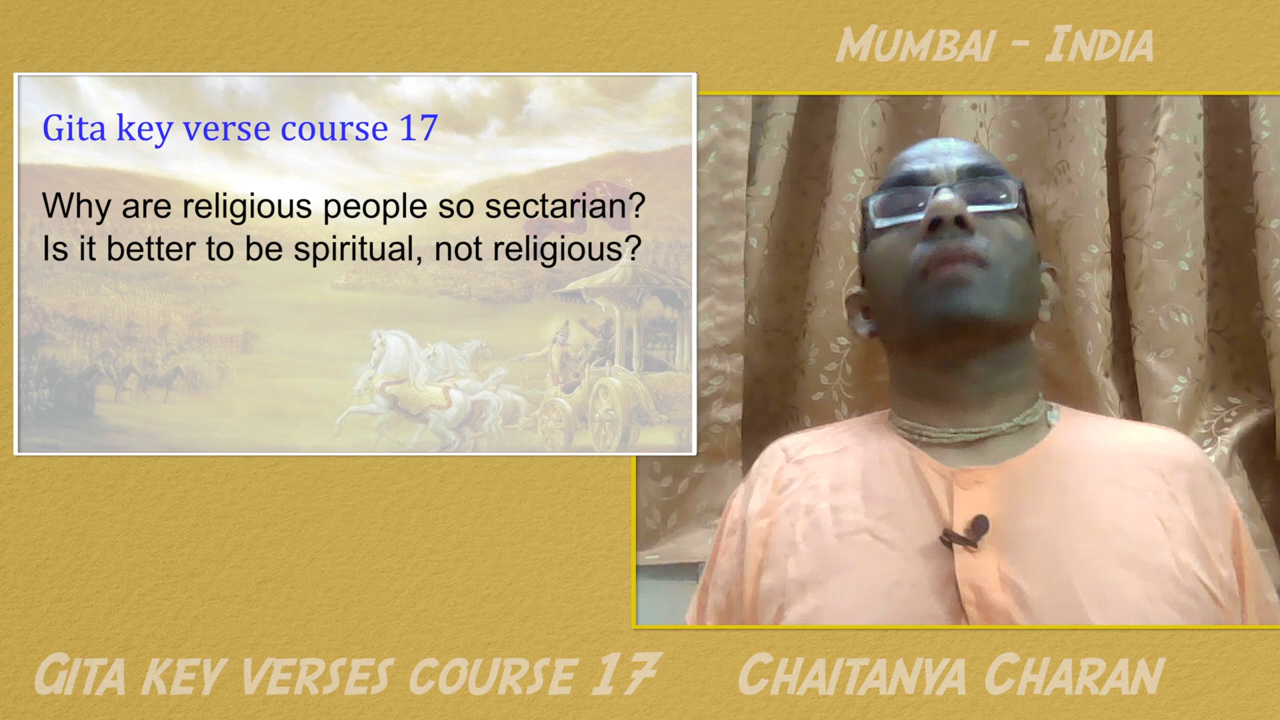 MUMBAI - INDIA
Gita key verse course 17
Why are religious people so sectarian?
Is it better to be spiritual, not religious?
GITA KEY VERSES COURSE 17
CHAITANYA CHARAN